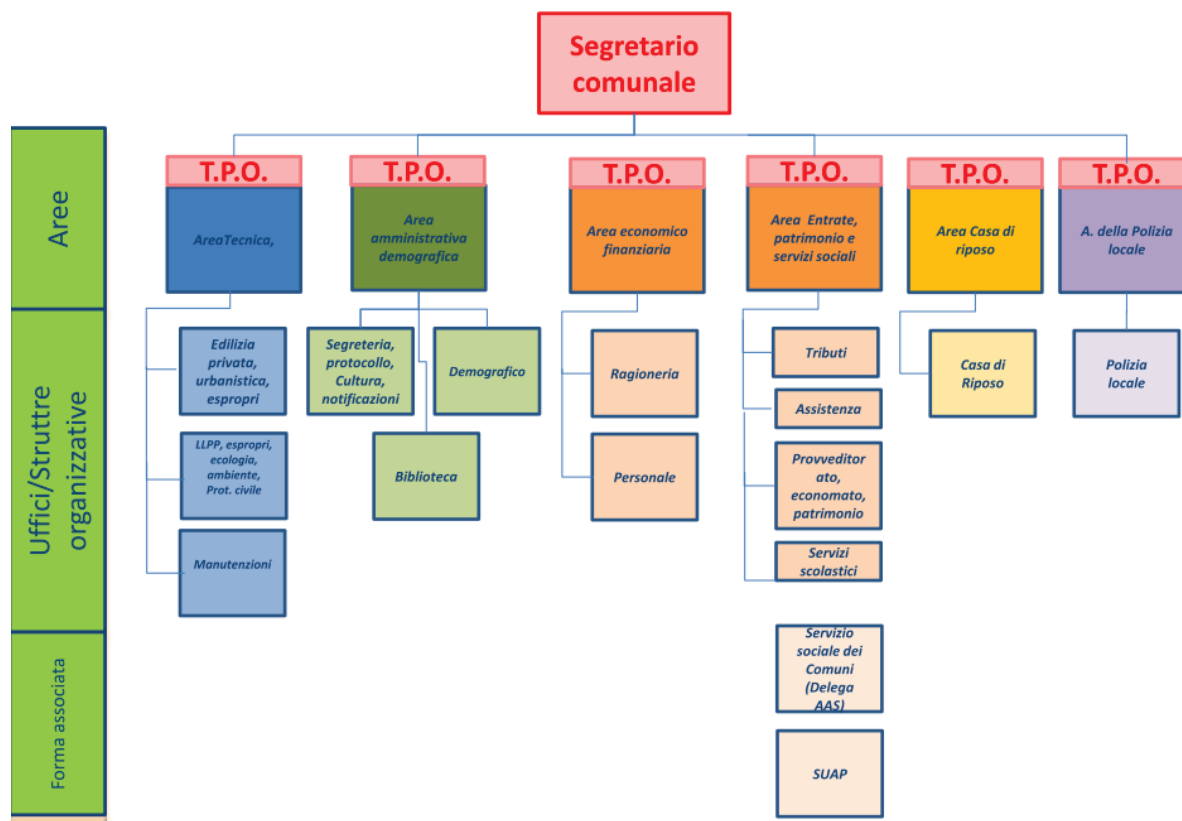 Segretario
comunale
Aree
T.P.O.
T.P.O.
T.P.O.
T.P.O.
T.P.O.
T.P.O.
AreaTecnica,
Area
amministrativa
demografica
Area economico
finanziaria
Area Entrate,
patrimonio e
servizi sociali
Area Casa di
riposo
A. della Polizia
locale
Uffici/Struttre
organizzative
Edilizia
privata,
urbanistica,
espropri
LLPP, espropri,
ecologia,
ambiente,
Prot. civile
Manutenzioni
Segreteria,
protocollo,
Cultura,
notificazioni
Demografico
Biblioteca
Ragioneria
Personale
Tributi
Assistenza
Provveditor
ato,
economato,
patrimonio
Servizi
scolastici
Casa di
Riposo
Polizia
locale
Forma associata
Servizio
sociale dei
Comuni
(Delega
AAS)
SUAP